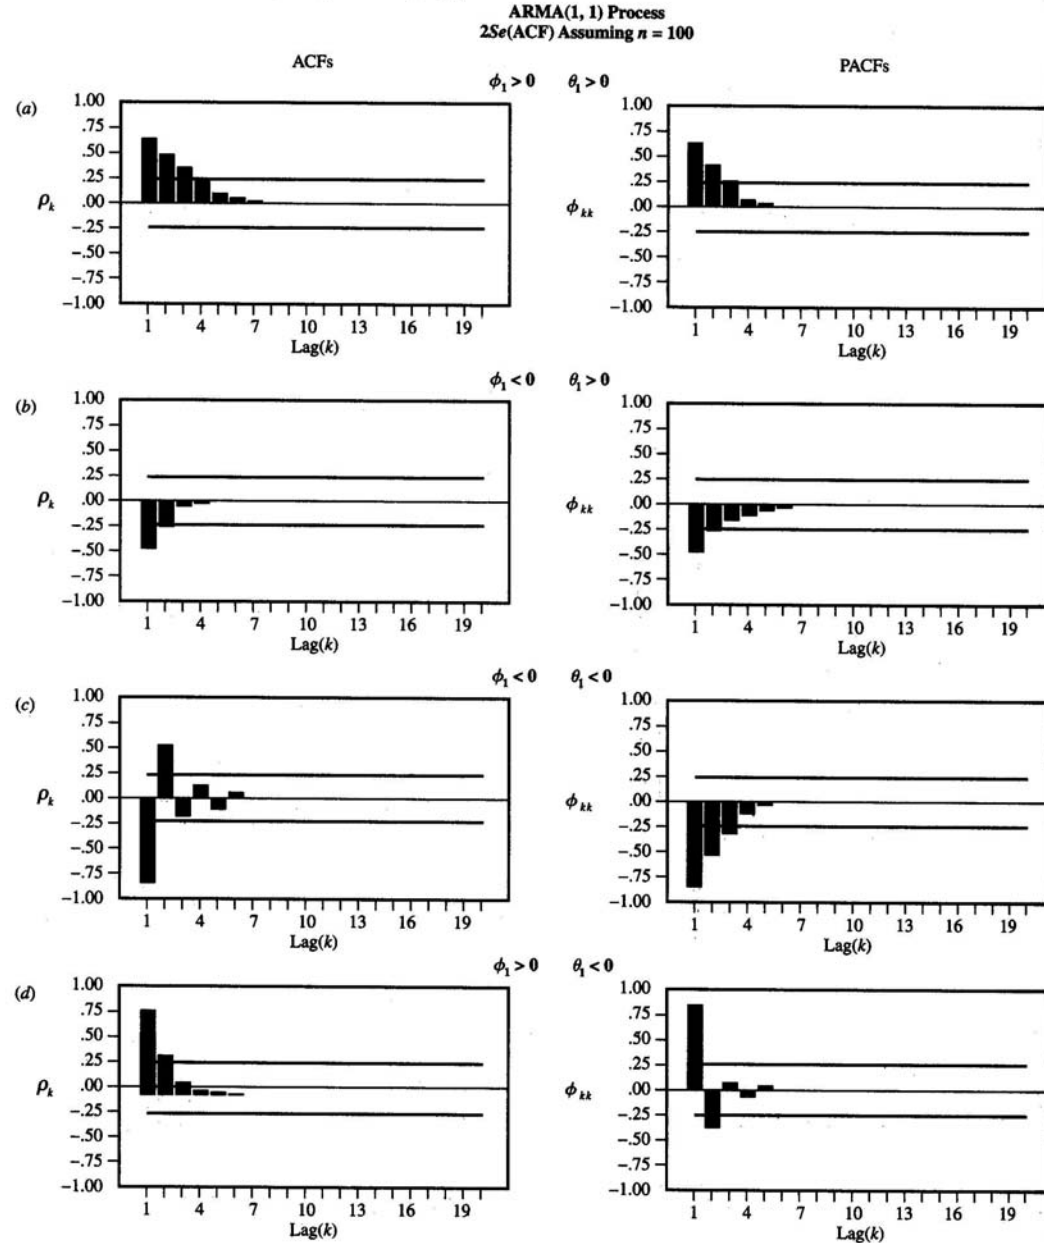 ARMA(1, 1) Process
2Se(ACF) Assuming n = 100
ACFs
PACFs
ϕ₁ > 0 θ₁ > 0
(a)
1.00
.75
.50
.25
.00
−.25
−.50
−.75
−1.00
ρₖ
1 4 7 10 13 16 19
Lag(k)
1.00
.75
.50
.25
.00
−.25
−.50
−.75
−1.00
ϕₖₖ
1 4 7 10 13 16 19
Lag(k)
ϕ₁ < 0 θ₁ > 0
(b)
1.00
.75
.50
.25
.00
−.25
−.50
−.75
−1.00
ρₖ
1 4 7 10 13 16 19
Lag(k)
1.00
.75
.50
.25
.00
−.25
−.50
−.75
−1.00
ϕₖₖ
1 4 7 10 13 16 19
Lag(k)
ϕ₁ < 0 θ₁ < 0
(c)
1.00
.75
.50
.25
.00
−.25
−.50
−.75
−1.00
ρₖ
1 4 7 10 13 16 19
Lag(k)
1.00
.75
.50
.25
.00
−.25
−.50
−.75
−1.00
ϕₖₖ
1 4 7 10 13 16 19
Lag(k)
ϕ₁ > 0 θ₁ < 0
(d)
1.00
.75
.50
.25
.00
−.25
−.50
−.75
−1.00
ρₖ
1 4 7 10 13 16 19
Lag(k)
1.00
.75
.50
.25
.00
−.25
−.50
−.75
−1.00
ϕₖₖ
1 4 7 10 13 16 19
Lag(k)